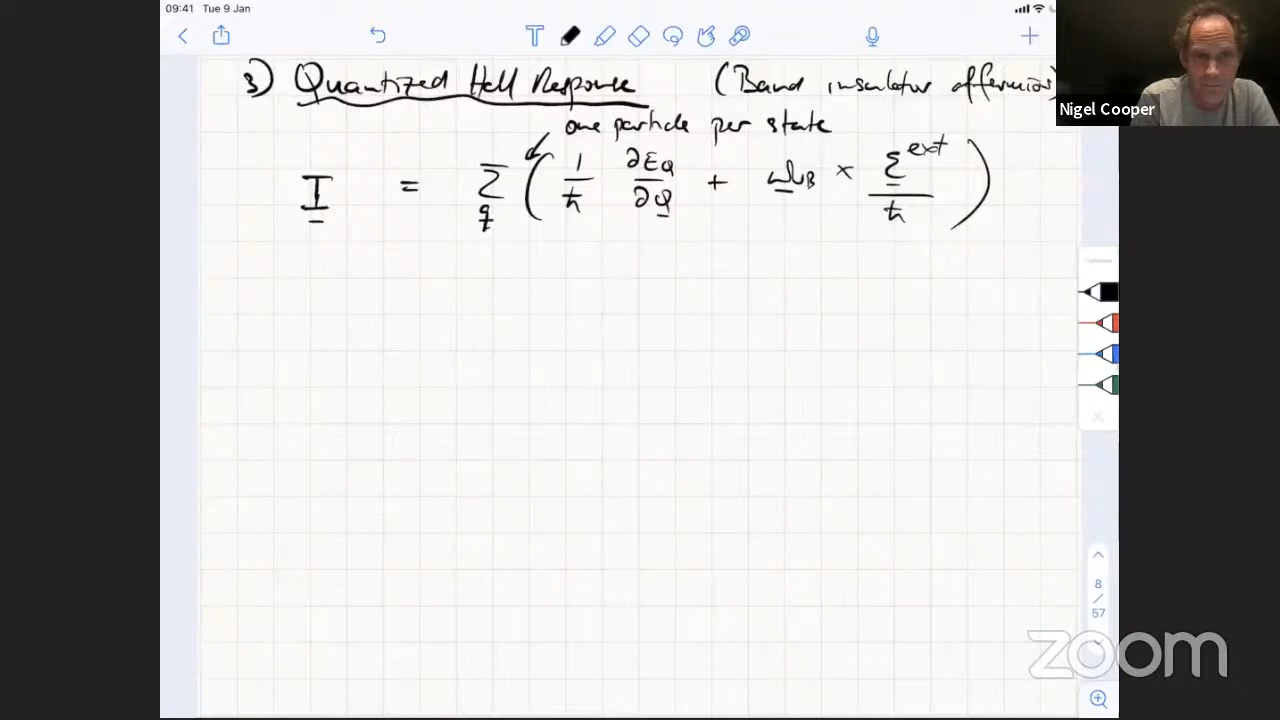 09:41 Tue 9 Jan
3) Quantized Hall Response (Band insulator of fermions)
one particle per state
I = Σ_q ( 1/ħ ∂ε_q/∂q + ω_B × Σ^ext/ħ )
Nigel Cooper
8
/
57
zoom